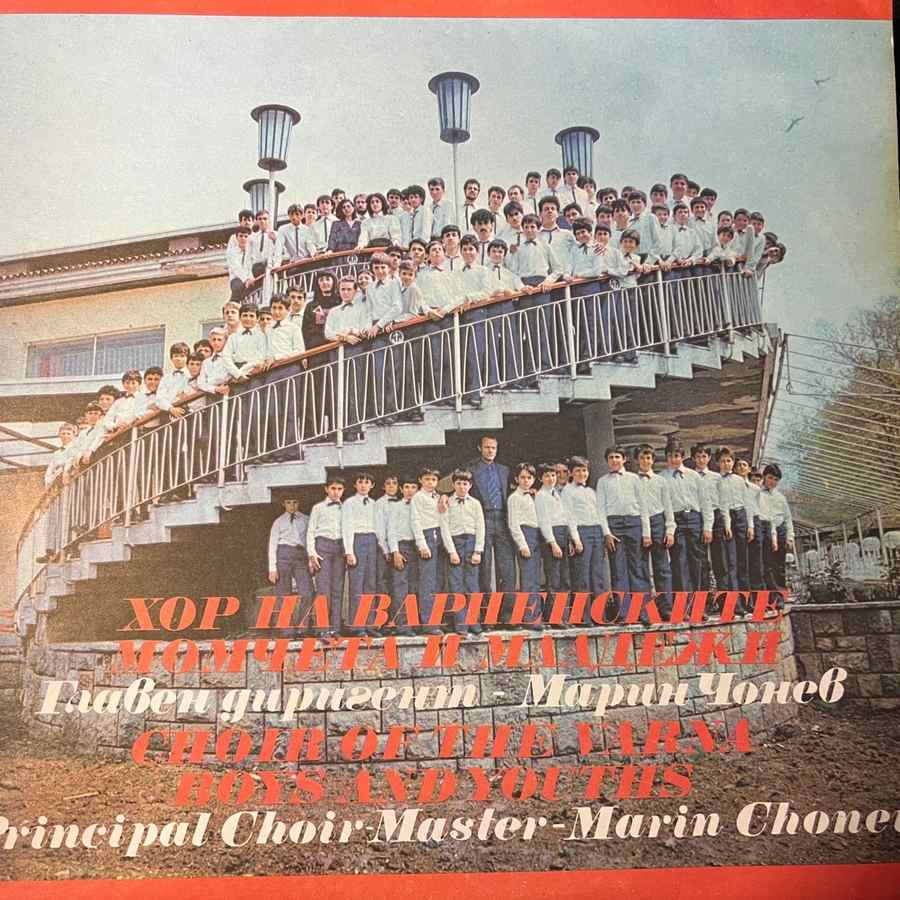 ХОР НА ВАРНЕНСКИТЕ
МОМЧЕТА И МЛАДЕЖИ
Главен диригент - Марин Чонев
CHOIR OF THE VARNA
BOYS AND YOUTHS
Principal Choir-Master-Marin Chonev